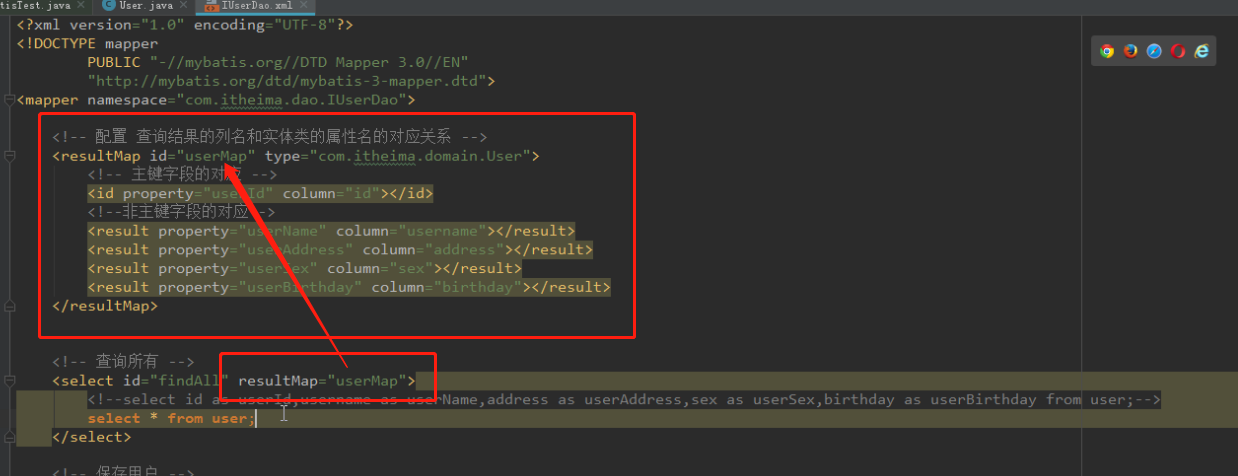 tisTest.java × User.java × IUserDao.xml ×
<?xml version="1.0" encoding="UTF-8"?>
<!DOCTYPE mapper
PUBLIC "-//mybatis.org//DTD Mapper 3.0//EN"
"http://mybatis.org/dtd/mybatis-3-mapper.dtd">
<mapper namespace="com.itheima.dao.IUserDao">
<!-- 配置 查询结果的列名和实体类的属性名的对应关系 -->
<resultMap id="userMap" type="com.itheima.domain.User">
<!-- 主键字段的对应 -->
<id property="userId" column="id"></id>
<!--非主键字段的对应-->
<result property="userName" column="username"></result>
<result property="userAddress" column="address"></result>
<result property="userSex" column="sex"></result>
<result property="userBirthday" column="birthday"></result>
</resultMap>
<!-- 查询所有 -->
<select id="findAll" resultMap="userMap">
<!--select id as userId,username as userName,address as userAddress,sex as userSex,birthday as userBirthday from user;-->
select * from user;
</select>
<!-- 保存用户 -->